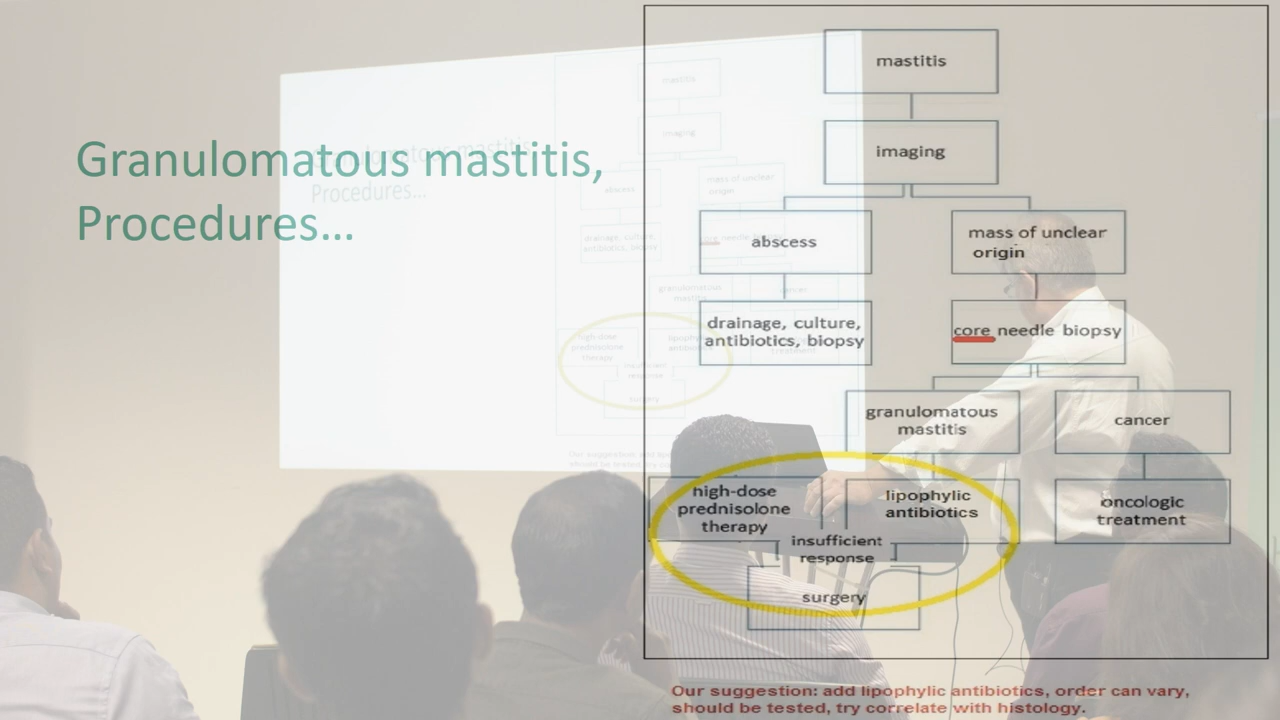 Granulomatous mastitis,
Procedures...
mastitis
imaging
abscess
mass of unclear
origin
drainage, culture,
antibiotics, biopsy
core needle biopsy
granulomatous
mastitis
cancer
high-dose
prednisolone
therapy
lipophylic
antibiotics
oncologic
treatment
insufficient
response
surgery
Our suggestion: add lipophylic antibiotics, order can vary,
should be tested, try correlate with histology.